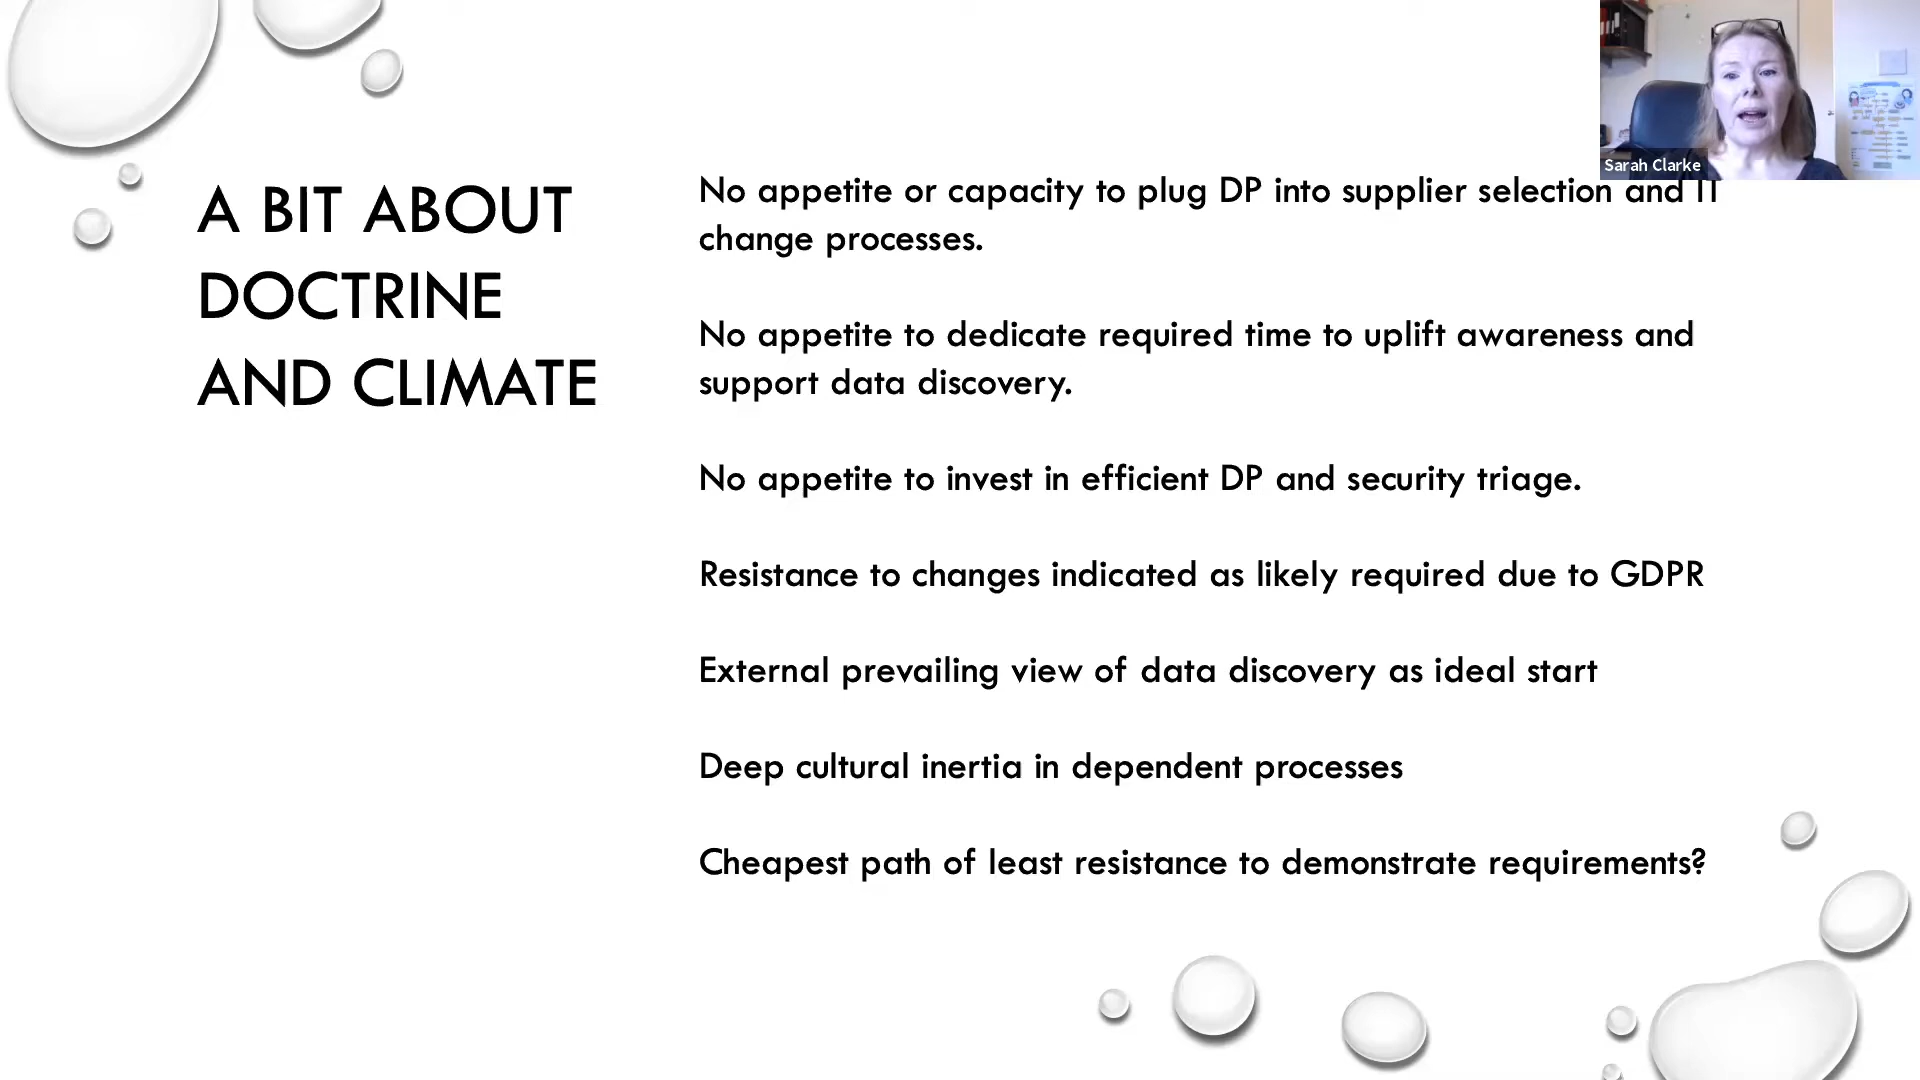 Sarah Clarke
A BIT ABOUT
DOCTRINE
AND CLIMATE
No appetite or capacity to plug DP into supplier selection and IT
change processes.
No appetite to dedicate required time to uplift awareness and
support data discovery.
No appetite to invest in efficient DP and security triage.
Resistance to changes indicated as likely required due to GDPR
External prevailing view of data discovery as ideal start
Deep cultural inertia in dependent processes
Cheapest path of least resistance to demonstrate requirements?